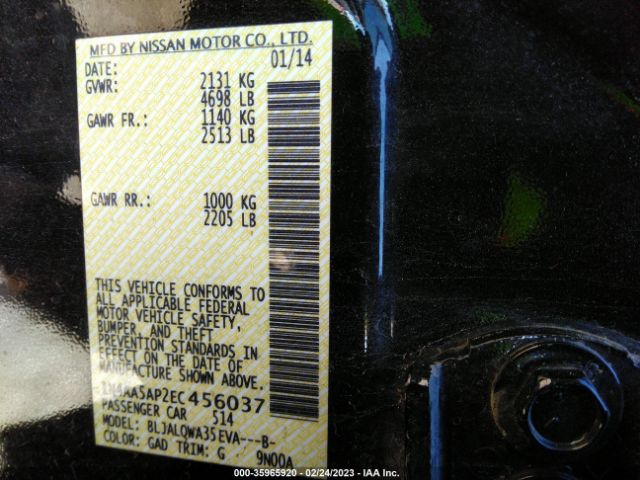 MFD BY NISSAN MOTOR CO., LTD.
DATE: 01/14
GVWR: 2131 KG
4698 LB
GAWR FR.: 1140 KG
2513 LB
GAWR RR.: 1000 KG
2205 LB
THIS VEHICLE CONFORMS TO
ALL APPLICABLE FEDERAL
MOTOR VEHICLE SAFETY,
BUMPER, AND THEFT
PREVENTION STANDARDS IN
EFFECT ON THE DATE OF
MANUFACTURE SHOWN ABOVE.
1N4AA5AP2EC456037
PASSENGER CAR 514
MODEL: BLJALQWA35EVA---B-
COLOR: GAD TRIM: G 9N00A
000-35965920 - 02/24/2023 - IAA Inc.